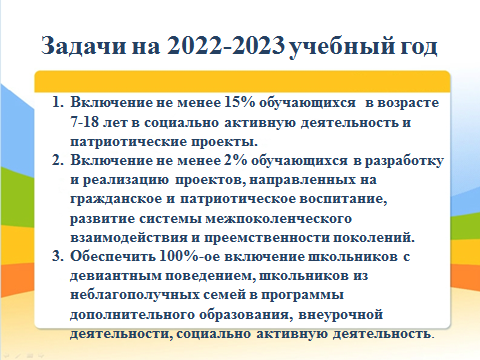 Задачи на 2022-2023 учебный год
1. Включение не менее 15% обучающихся в возрасте
7-18 лет в социально активную деятельность и
патриотические проекты.
2. Включение не менее 2% обучающихся в разработку
и реализацию проектов, направленных на
гражданское и патриотическое воспитание,
развитие системы межпоколенческого
взаимодействия и преемственности поколений.
3. Обеспечить 100%-ое включение школьников с
девиантным поведением, школьников из
неблагополучных семей в программы
дополнительного образования, внеурочной
деятельности, социально активную деятельность.